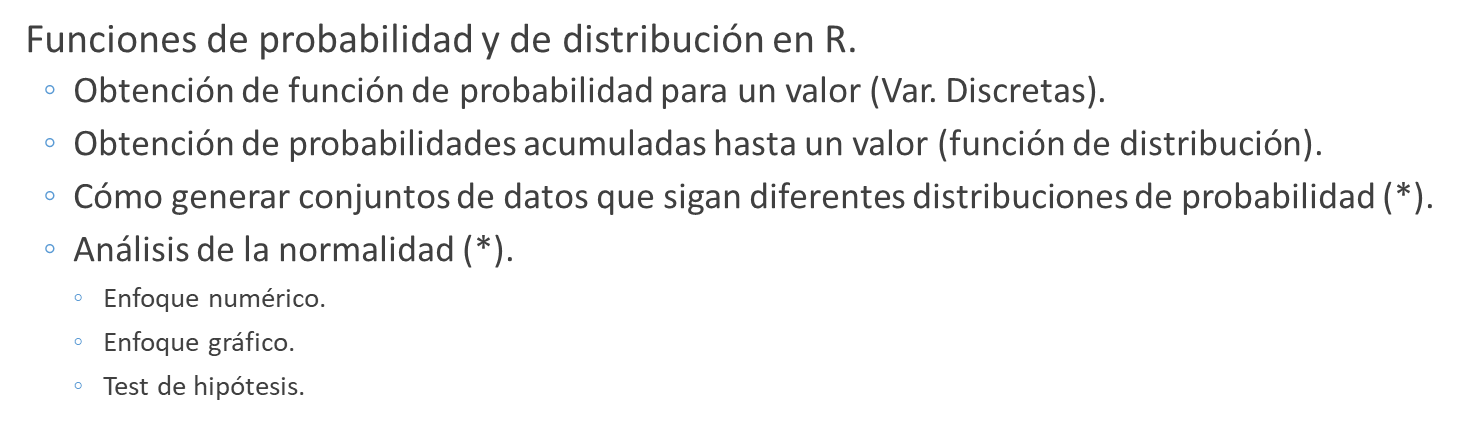 Funciones de probabilidad y de distribución en R.
◦ Obtención de función de probabilidad para un valor (Var. Discretas).
◦ Obtención de probabilidades acumuladas hasta un valor (función de distribución).
◦ Cómo generar conjuntos de datos que sigan diferentes distribuciones de probabilidad (*).
◦ Análisis de la normalidad (*).
◦ Enfoque numérico.
◦ Enfoque gráfico.
◦ Test de hipótesis.